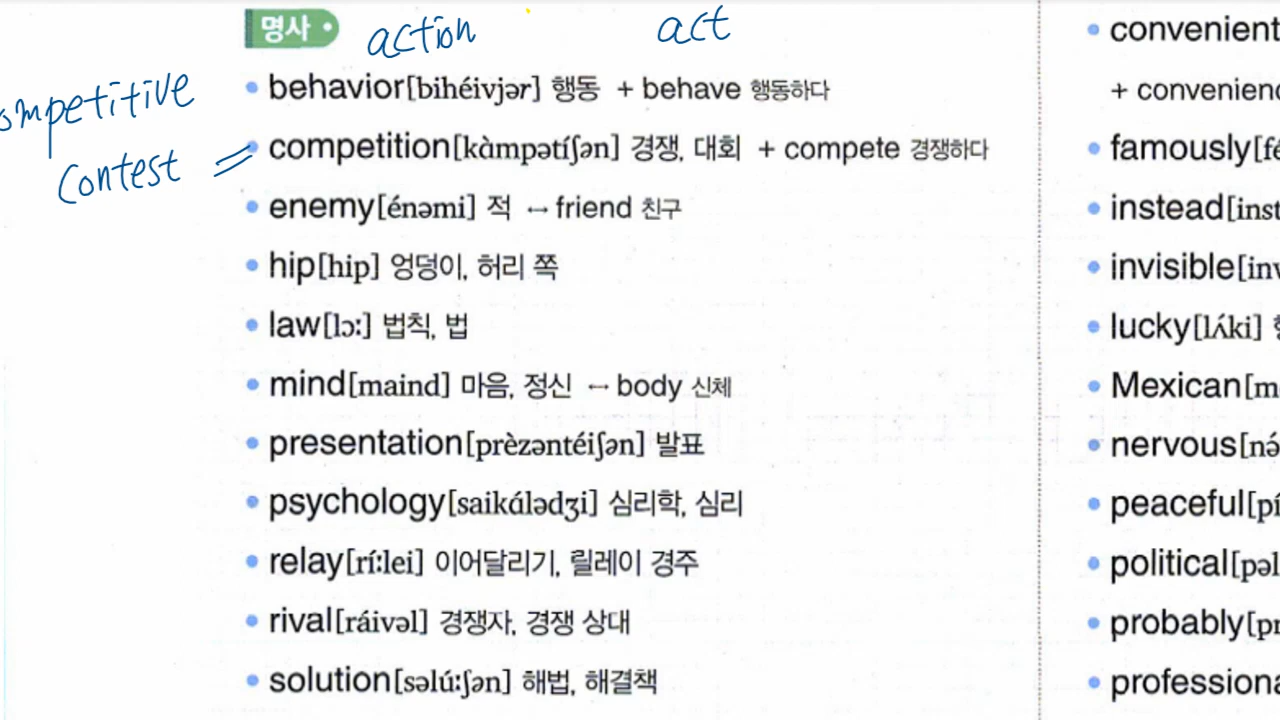 명사 action act
behavior[bihéivjər] 행동 + behave 행동하다
competition[kàmpətíʃən] 경쟁, 대회 + compete 경쟁하다
contest =
enemy[énəmi] 적 ↔ friend 친구
hip[hip] 엉덩이, 허리 쪽
law[lɔː] 법칙, 법
mind[maind] 마음, 정신 ↔ body 신체
presentation[prèzəntéiʃən] 발표
psychology[saikálədʒi] 심리학, 심리
relay[ríːlei] 이어달리기, 릴레이 경주
rival[ráivəl] 경쟁자, 경쟁 상대
solution[səlúːʃən] 해법, 해결책
convenient
+ 
famously[
instead[
invisible[
lucky[lʌ́ki]
Mexican[
nervous[
peaceful[
political[
probably[